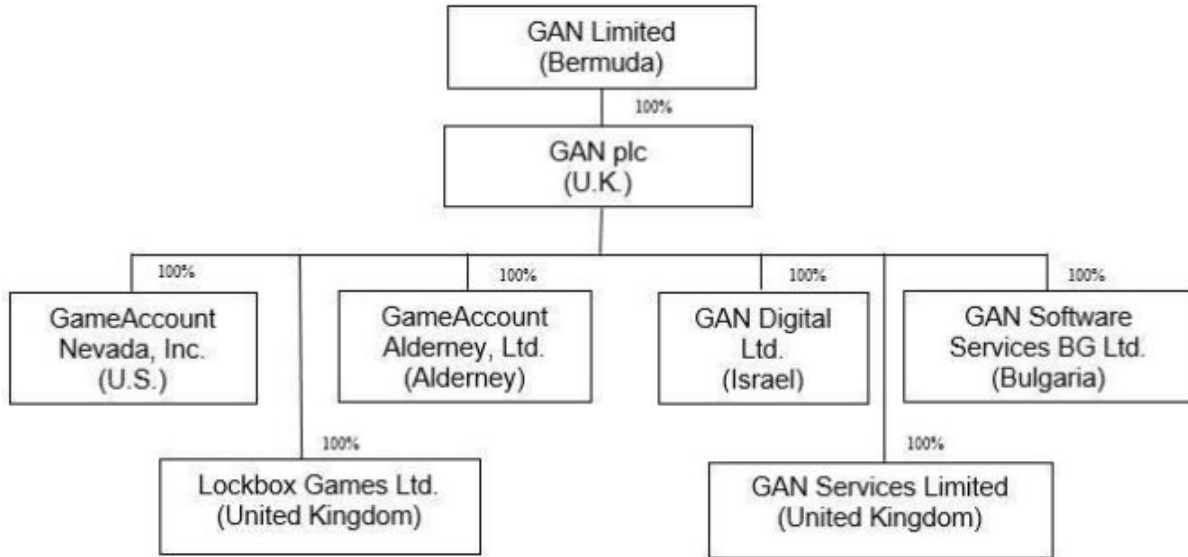 GAN Limited
(Bermuda)
100%
GAN plc
(U.K.)
100%
100%
100%
100%
GameAccount
Nevada, Inc.
(U.S.)
GameAccount
Alderney, Ltd.
(Alderney)
GAN Digital
Ltd.
(Israel)
GAN Software
Services BG Ltd.
(Bulgaria)
100%
100%
Lockbox Games Ltd.
(United Kingdom)
GAN Services Limited
(United Kingdom)